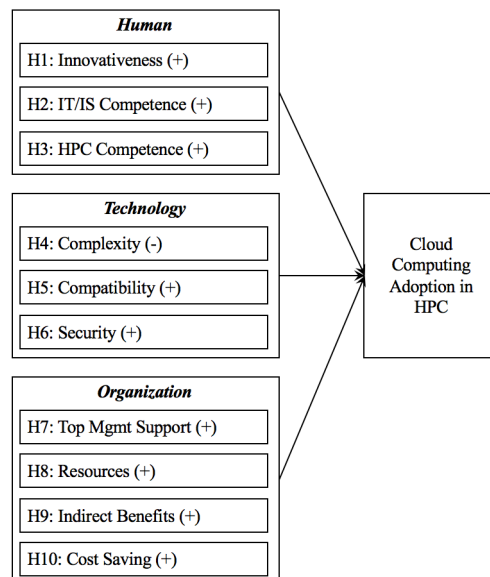 Human
H1: Innovativeness (+)
H2: IT/IS Competence (+)
H3: HPC Competence (+)
Technology
H4: Complexity (-)
H5: Compatibility (+)
H6: Security (+)
Organization
H7: Top Mgmt Support (+)
H8: Resources (+)
H9: Indirect Benefits (+)
H10: Cost Saving (+)
Cloud
Computing
Adoption in
HPC